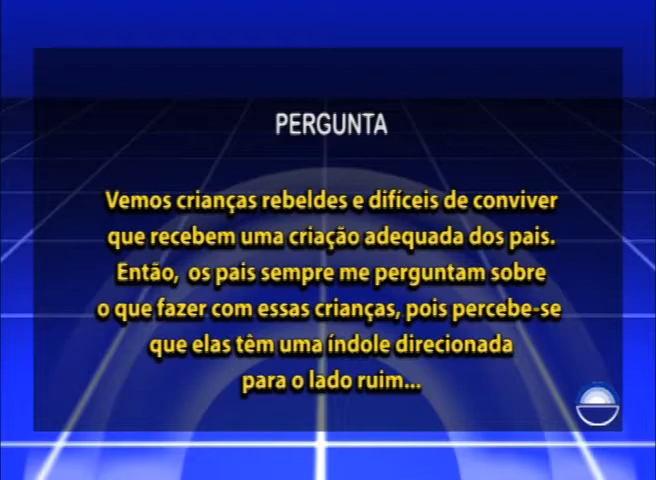 PERGUNTA
Vemos crianças rebeldes e difíceis de conviver
que recebem uma criação adequada dos pais.
Então, os pais sempre me perguntam sobre
o que fazer com essas crianças, pois percebe-se
que elas têm uma índole direcionada
para o lado ruim...